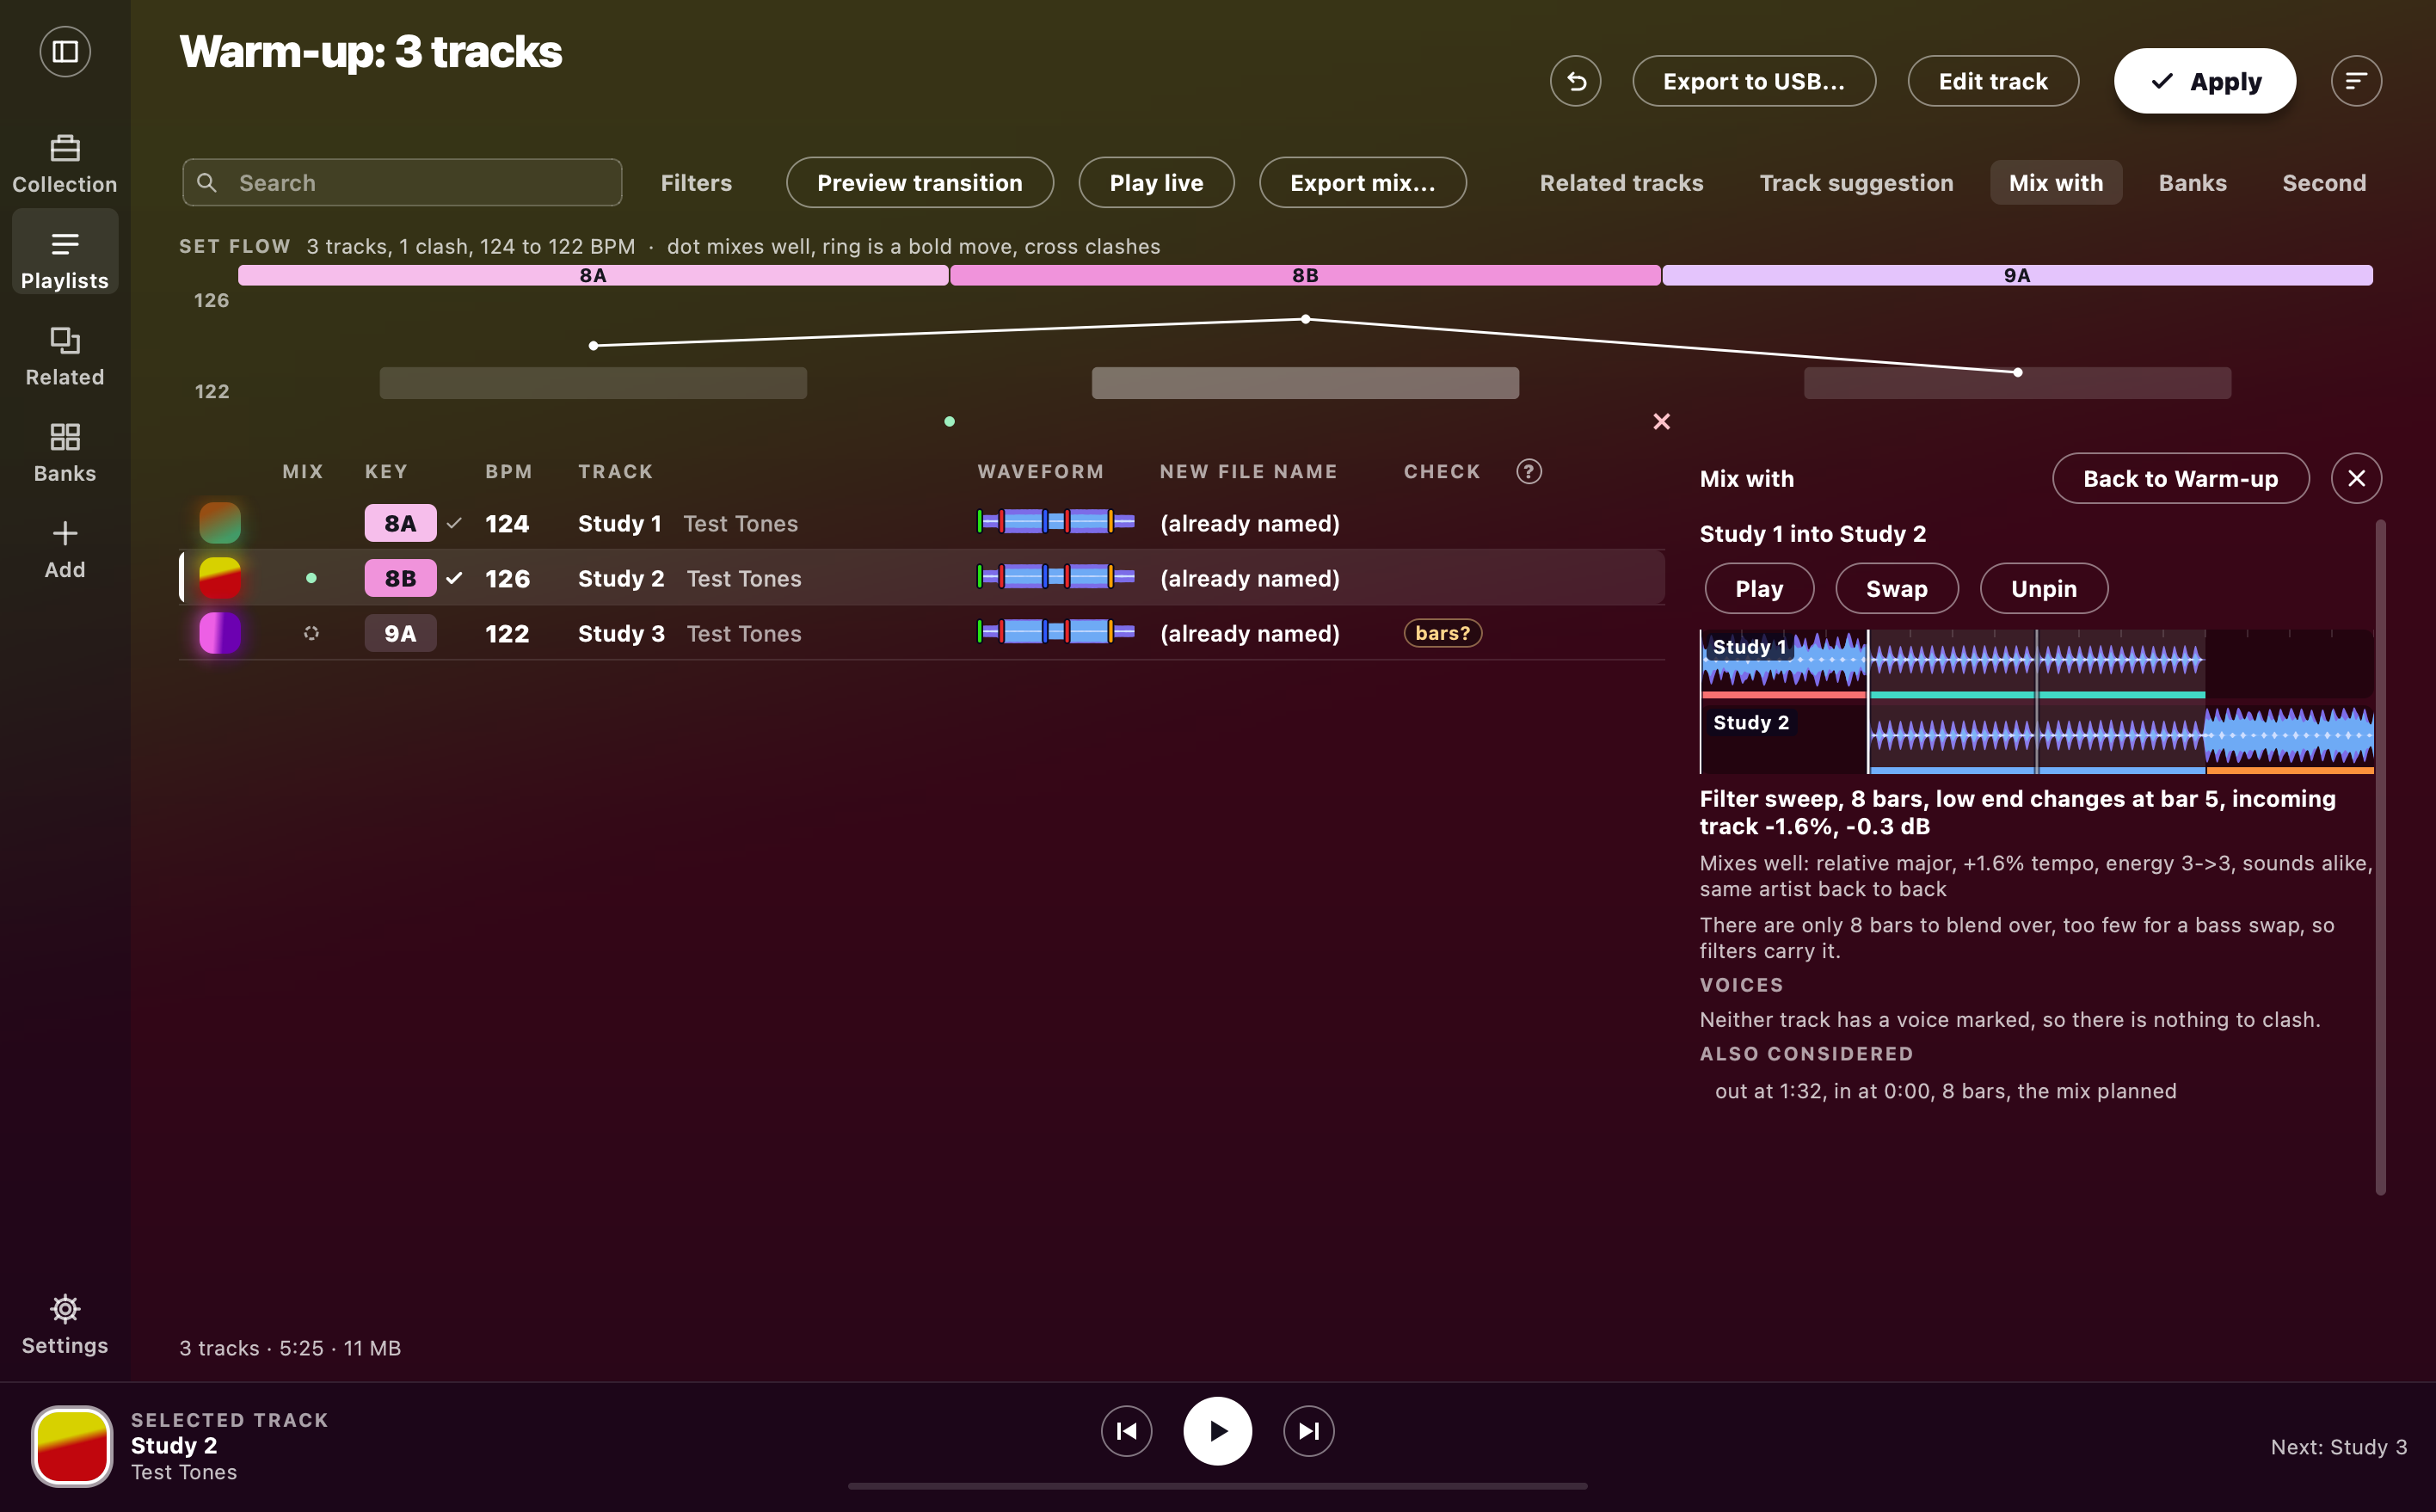 Warm-up: 3 tracks
Export to USB...
Edit track
Apply
Collection
Playlists
Related
Banks
Add
Settings
Search
Filters
Preview transition
Play live
Export mix...
Related tracks
Track suggestion
Mix with
Banks
Second
SET FLOW 3 tracks, 1 clash, 124 to 122 BPM · dot mixes well, ring is a bold move, cross clashes
8A 8B 9A
126
122
MIX KEY BPM TRACK WAVEFORM NEW FILE NAME CHECK ?
8A 124 Study 1 Test Tones (already named)
8B 126 Study 2 Test Tones (already named)
9A 122 Study 3 Test Tones (already named) bars?
Mix with
Back to Warm-up
Study 1 into Study 2
Play Swap Unpin
Study 1
Study 2
Filter sweep, 8 bars, low end changes at bar 5, incoming
track -1.6%, -0.3 dB
Mixes well: relative major, +1.6% tempo, energy 3->3, sounds alike,
same artist back to back
There are only 8 bars to blend over, too few for a bass swap, so
filters carry it.
VOICES
Neither track has a voice marked, so there is nothing to clash.
ALSO CONSIDERED
out at 1:32, in at 0:00, 8 bars, the mix planned
3 tracks · 5:25 · 11 MB
SELECTED TRACK
Study 2
Test Tones
Next: Study 3